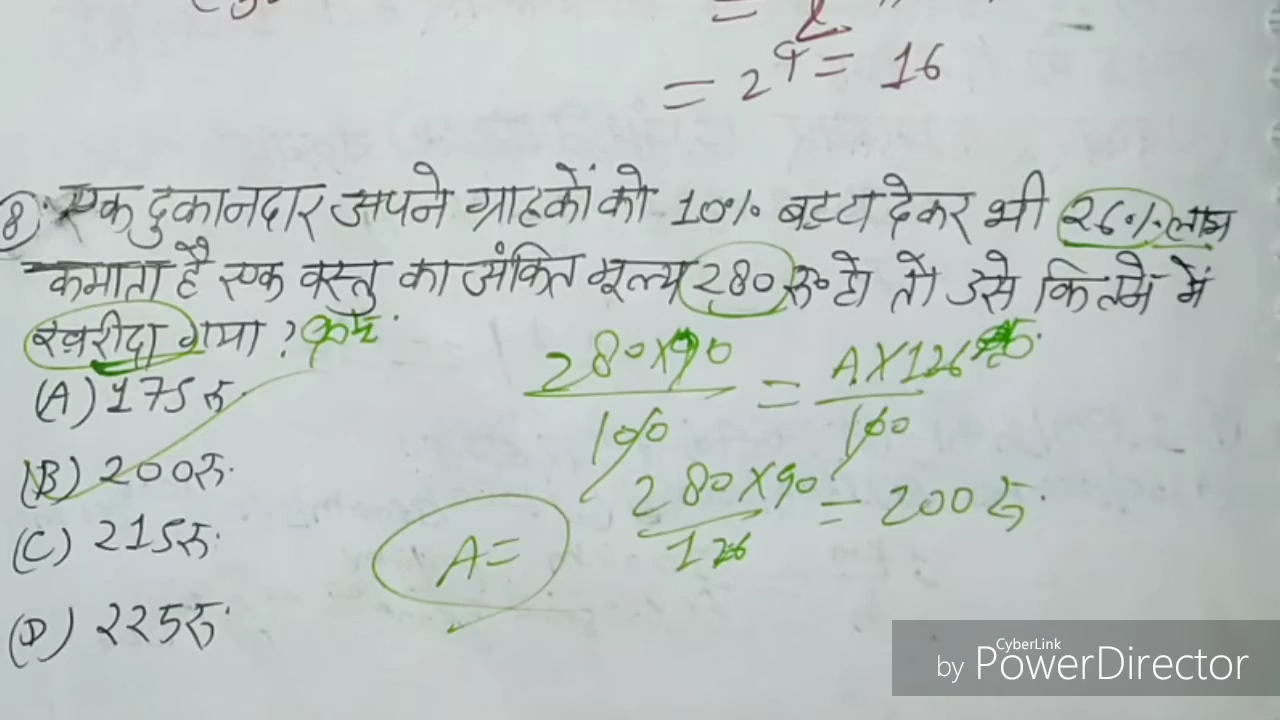 = 2⁴ = 16
8. एक दुकानदार अपने ग्राहकों को 10% बट्टा देकर भी 26% लाभ
कमाता है एक वस्तु का अंकित मूल्य 280 रु० हो तो उसे कितने में
खरीदा गया ?
(A) 175 रु.
(B) 200 रु.
(C) 215 रु.
(D) 225 रु.
280×90/100 = A×126/100
A = 280×90/126 = 200 रु.
CyberLink
by PowerDirector